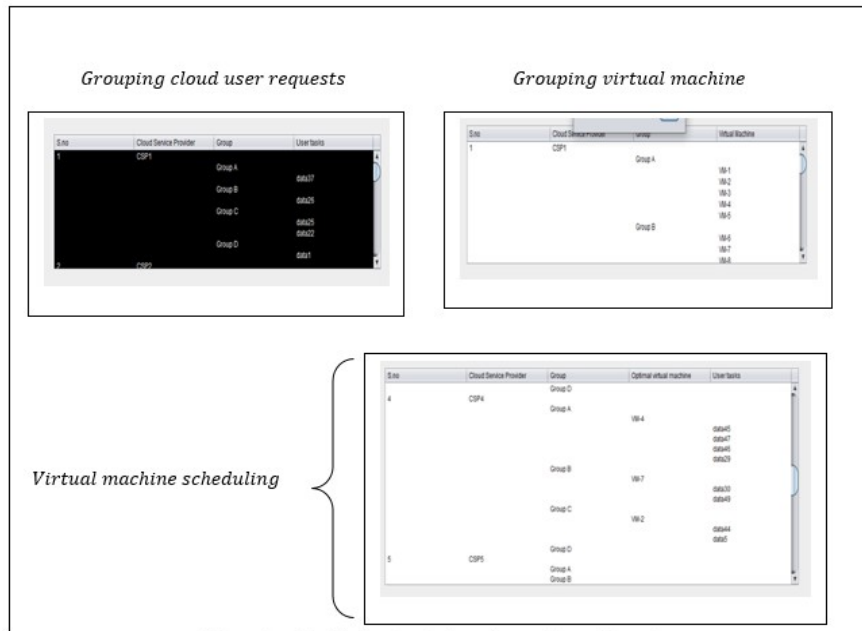 Grouping cloud user requests
Grouping virtual machine
S.no Cloud Service Provider Group User tasks
1 CSP1
Group A
data37
Group B
data26
Group C
data25
data22
Group D
data1
2 CSP2
S.no Cloud Service Provider Group Virtual Machine
1 CSP1
Group A
VM-1
VM-2
VM-3
VM-4
VM-5
Group B
VM-6
VM-7
VM-8
Virtual machine scheduling
S.no Cloud Service Provider Group Optimal virtual machine User tasks
Group D
4 CSP4
Group A
VM-4
data45
data47
data46
data29
Group B
VM-7
data30
data49
Group C
VM-2
data44
data5
Group D
5 CSP5
Group A
Group B